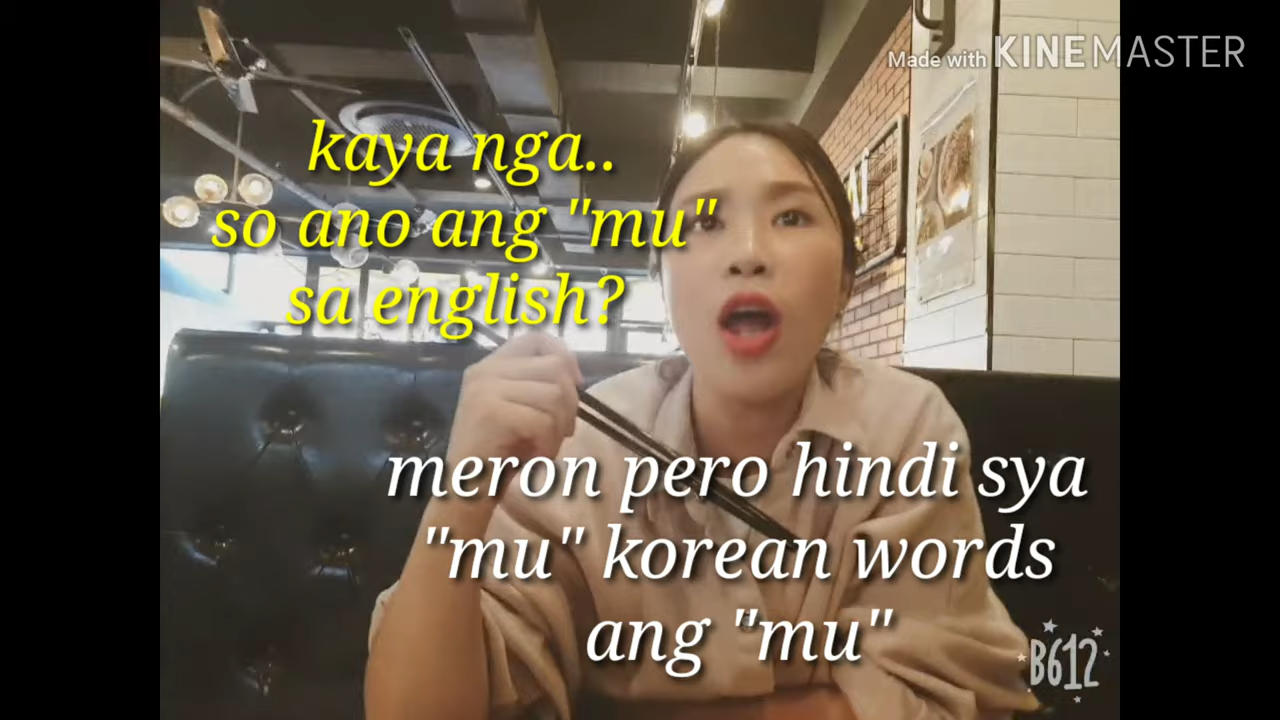 Made with KINEMASTER
kaya nga..
so ano ang "mu"
sa english?
meron pero hindi sya
"mu" korean words
ang "mu"
B612